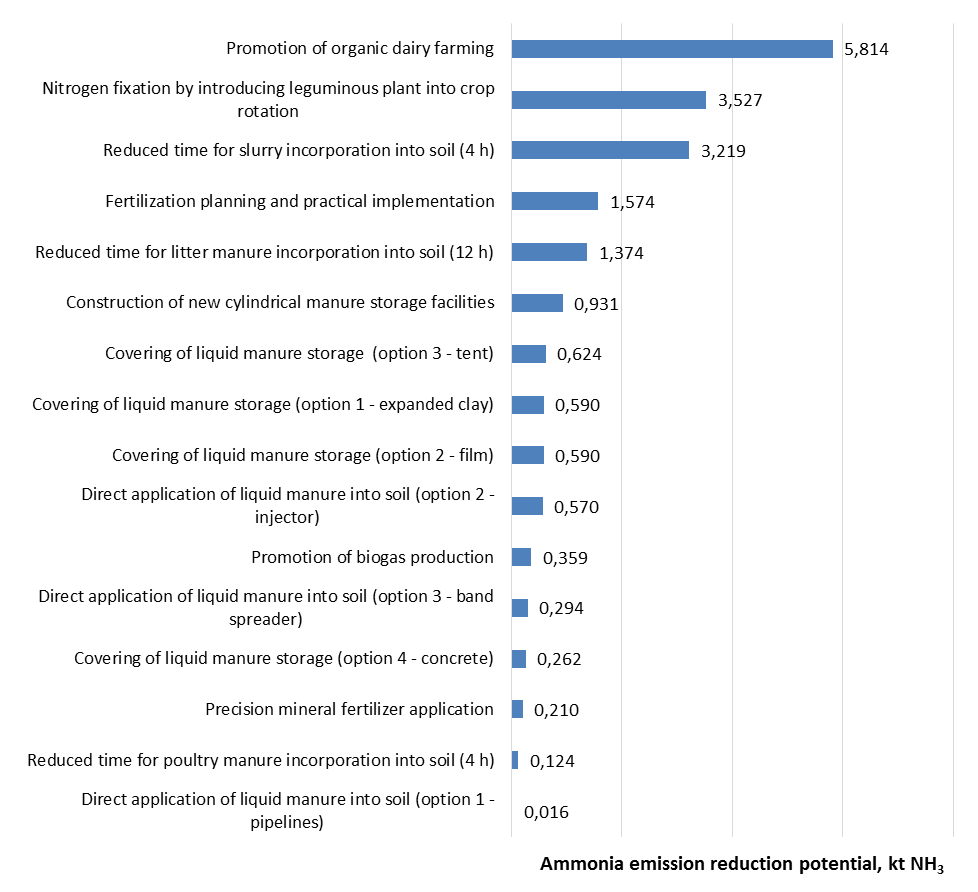 Promotion of organic dairy farming 5,814
Nitrogen fixation by introducing leguminous plant into crop
rotation 3,527
Reduced time for slurry incorporation into soil (4 h) 3,219
Fertilization planning and practical implementation 1,574
Reduced time for litter manure incorporation into soil (12 h) 1,374
Construction of new cylindrical manure storage facilities 0,931
Covering of liquid manure storage  (option 3 - tent) 0,624
Covering of liquid manure storage (option 1 - expanded clay) 0,590
Covering of liquid manure storage (option 2 - film) 0,590
Direct application of liquid manure into soil (option 2 -
injector) 0,570
Promotion of biogas production 0,359
Direct application of liquid manure into soil (option 3 - band
spreader) 0,294
Covering of liquid manure storage (option 4 - concrete) 0,262
Precision mineral fertilizer application 0,210
Reduced time for poultry manure incorporation into soil (4 h) 0,124
Direct application of liquid manure into soil (option 1 -
pipelines) 0,016
Ammonia emission reduction potential, kt NH₃